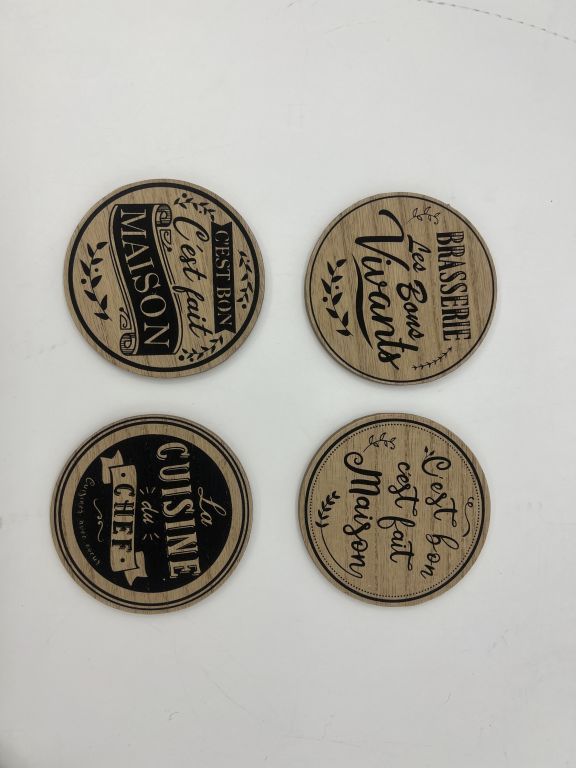 BRASSERIE
Les Bons
Vivants
C'est bon
c'est fait
Maison
C'EST BON
C'est fait
MAISON
La
CUISINE
du
CHEF